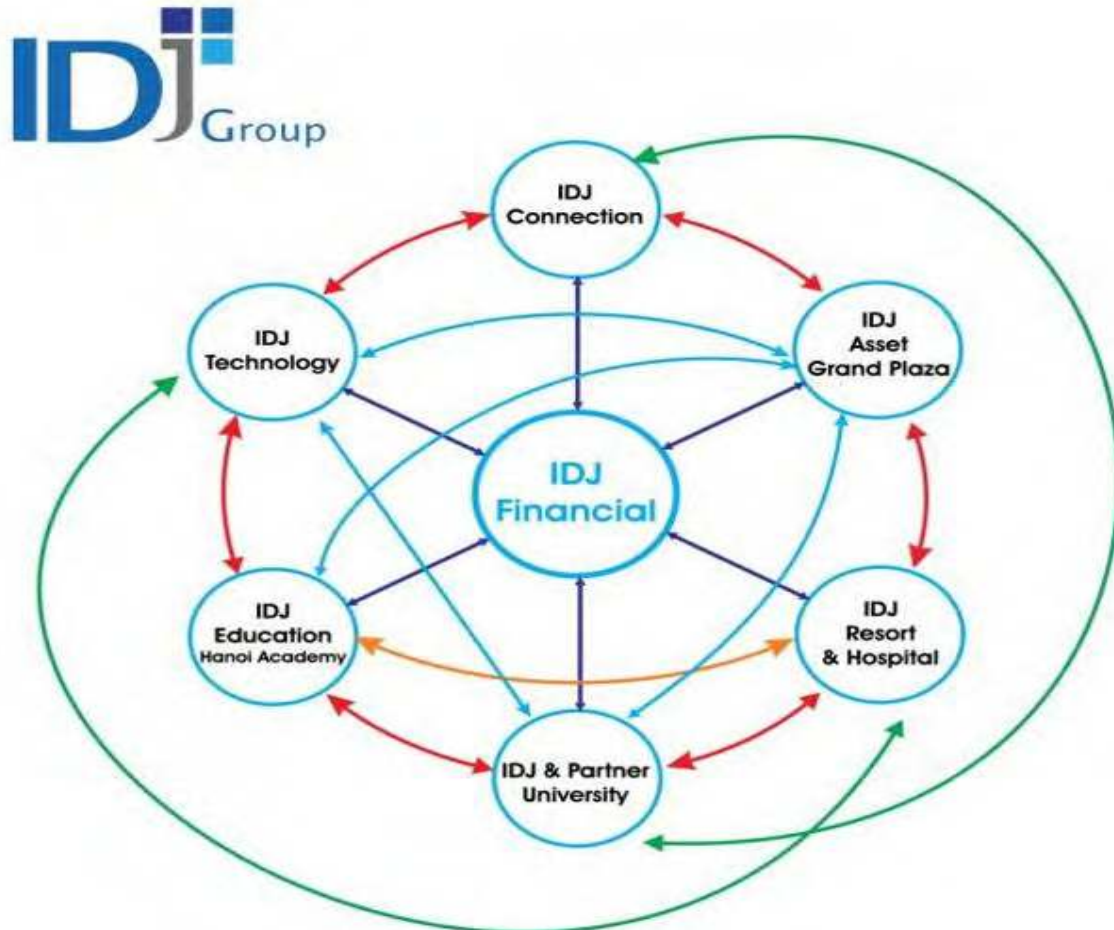 IDJ Group
IDJ
Connection
IDJ
Technology
IDJ
Asset
Grand Plaza
IDJ
Financial
IDJ
Education
Hanoi Academy
IDJ
Resort
& Hospital
IDJ & Partner
University